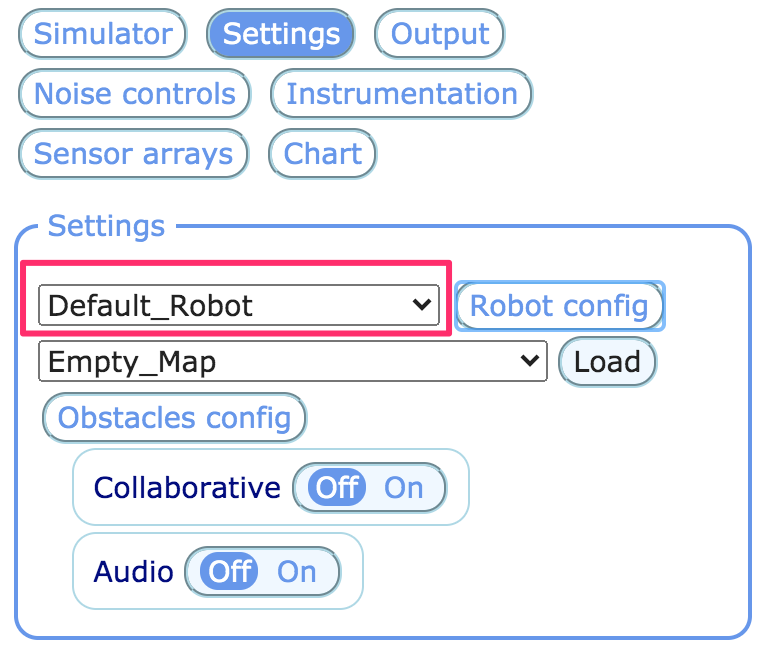 Simulator Settings Output
Noise controls Instrumentation
Sensor arrays Chart
Settings
Default_Robot Robot config
Empty_Map Load
Obstacles config
Collaborative Off On
Audio Off On